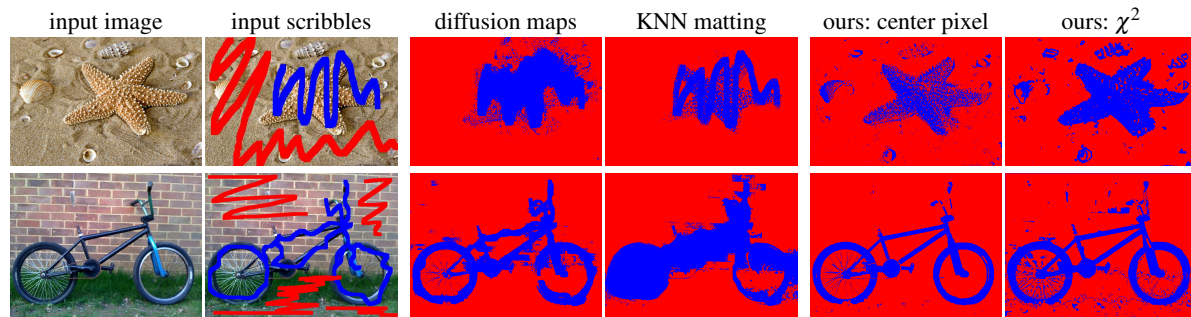 input image input scribbles diffusion maps KNN matting ours: center pixel ours: χ²